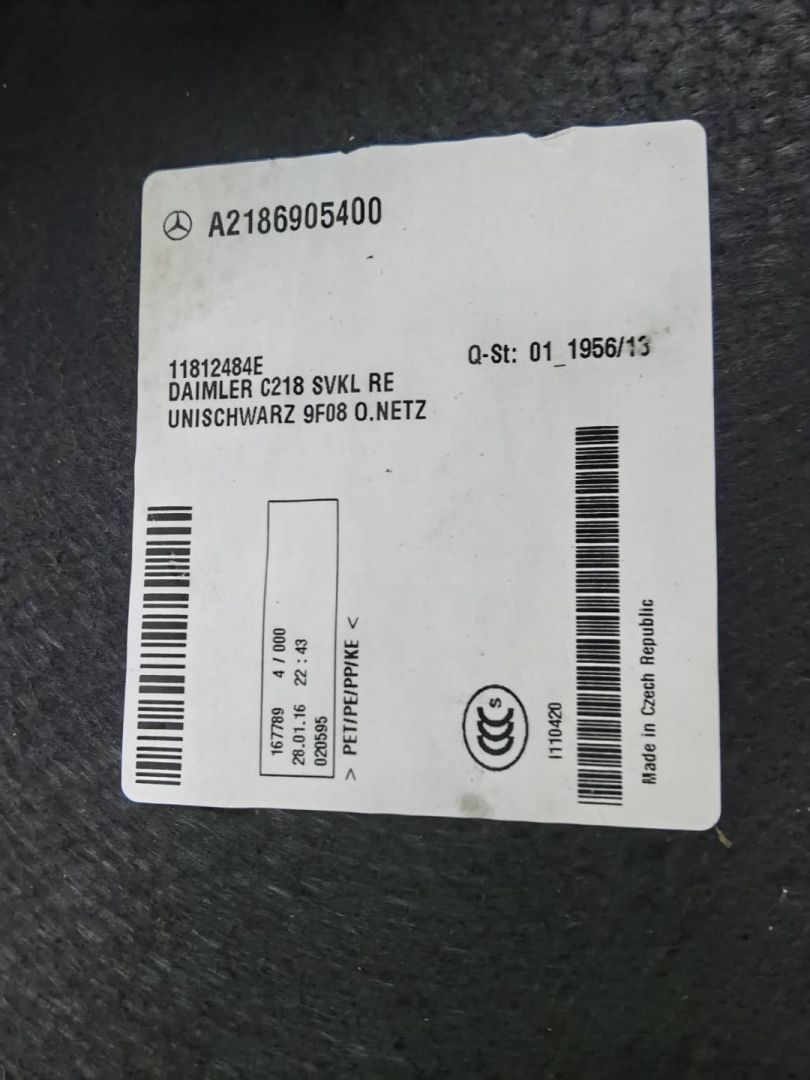 A2186905400
11812484E
DAIMLER C218 SVKL RE
UNISCHWARZ 9F08 O.NETZ
Q-St: 01_1956/13
167789 4 / 000
28.01.16 22 : 43
020595
> PET/PE/PP/KE <
CCC S
I110420
Made in Czech Republic